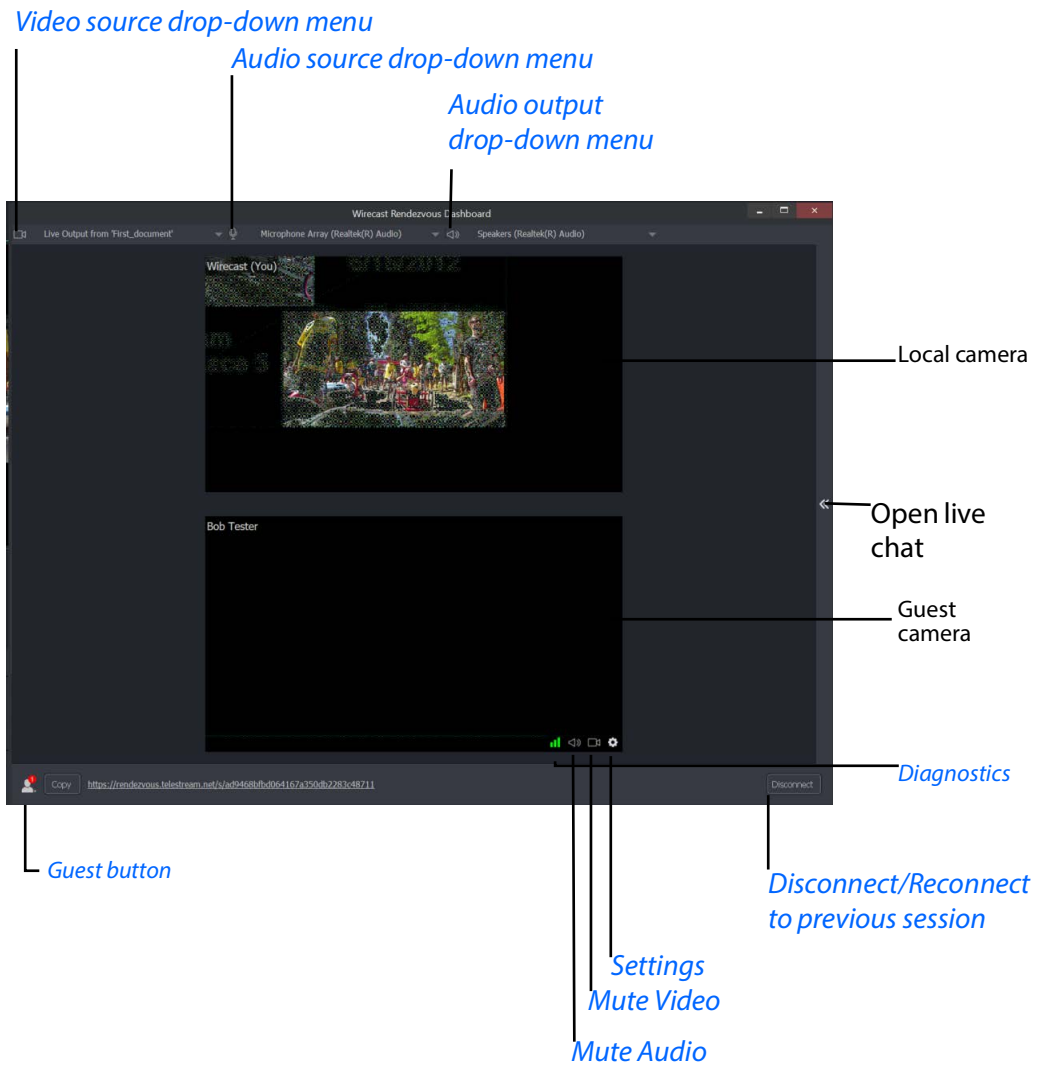 Video source drop-down menu
Audio source drop-down menu
Audio output
drop-down menu
Wirecast Rendezvous Dashboard
Live Output from 'First_document'
Microphone Array (Realtek(R) Audio)
Speakers (Realtek(R) Audio)
Wirecast (You)
Local camera
Open live
chat
Bob Tester
Guest
camera
Diagnostics
1
Copy
https://rendezvous.telestream.net/s/ad9468bfbd064167a350db2283c48711
Disconnect
Guest button
Disconnect/Reconnect
to previous session
Settings
Mute Video
Mute Audio